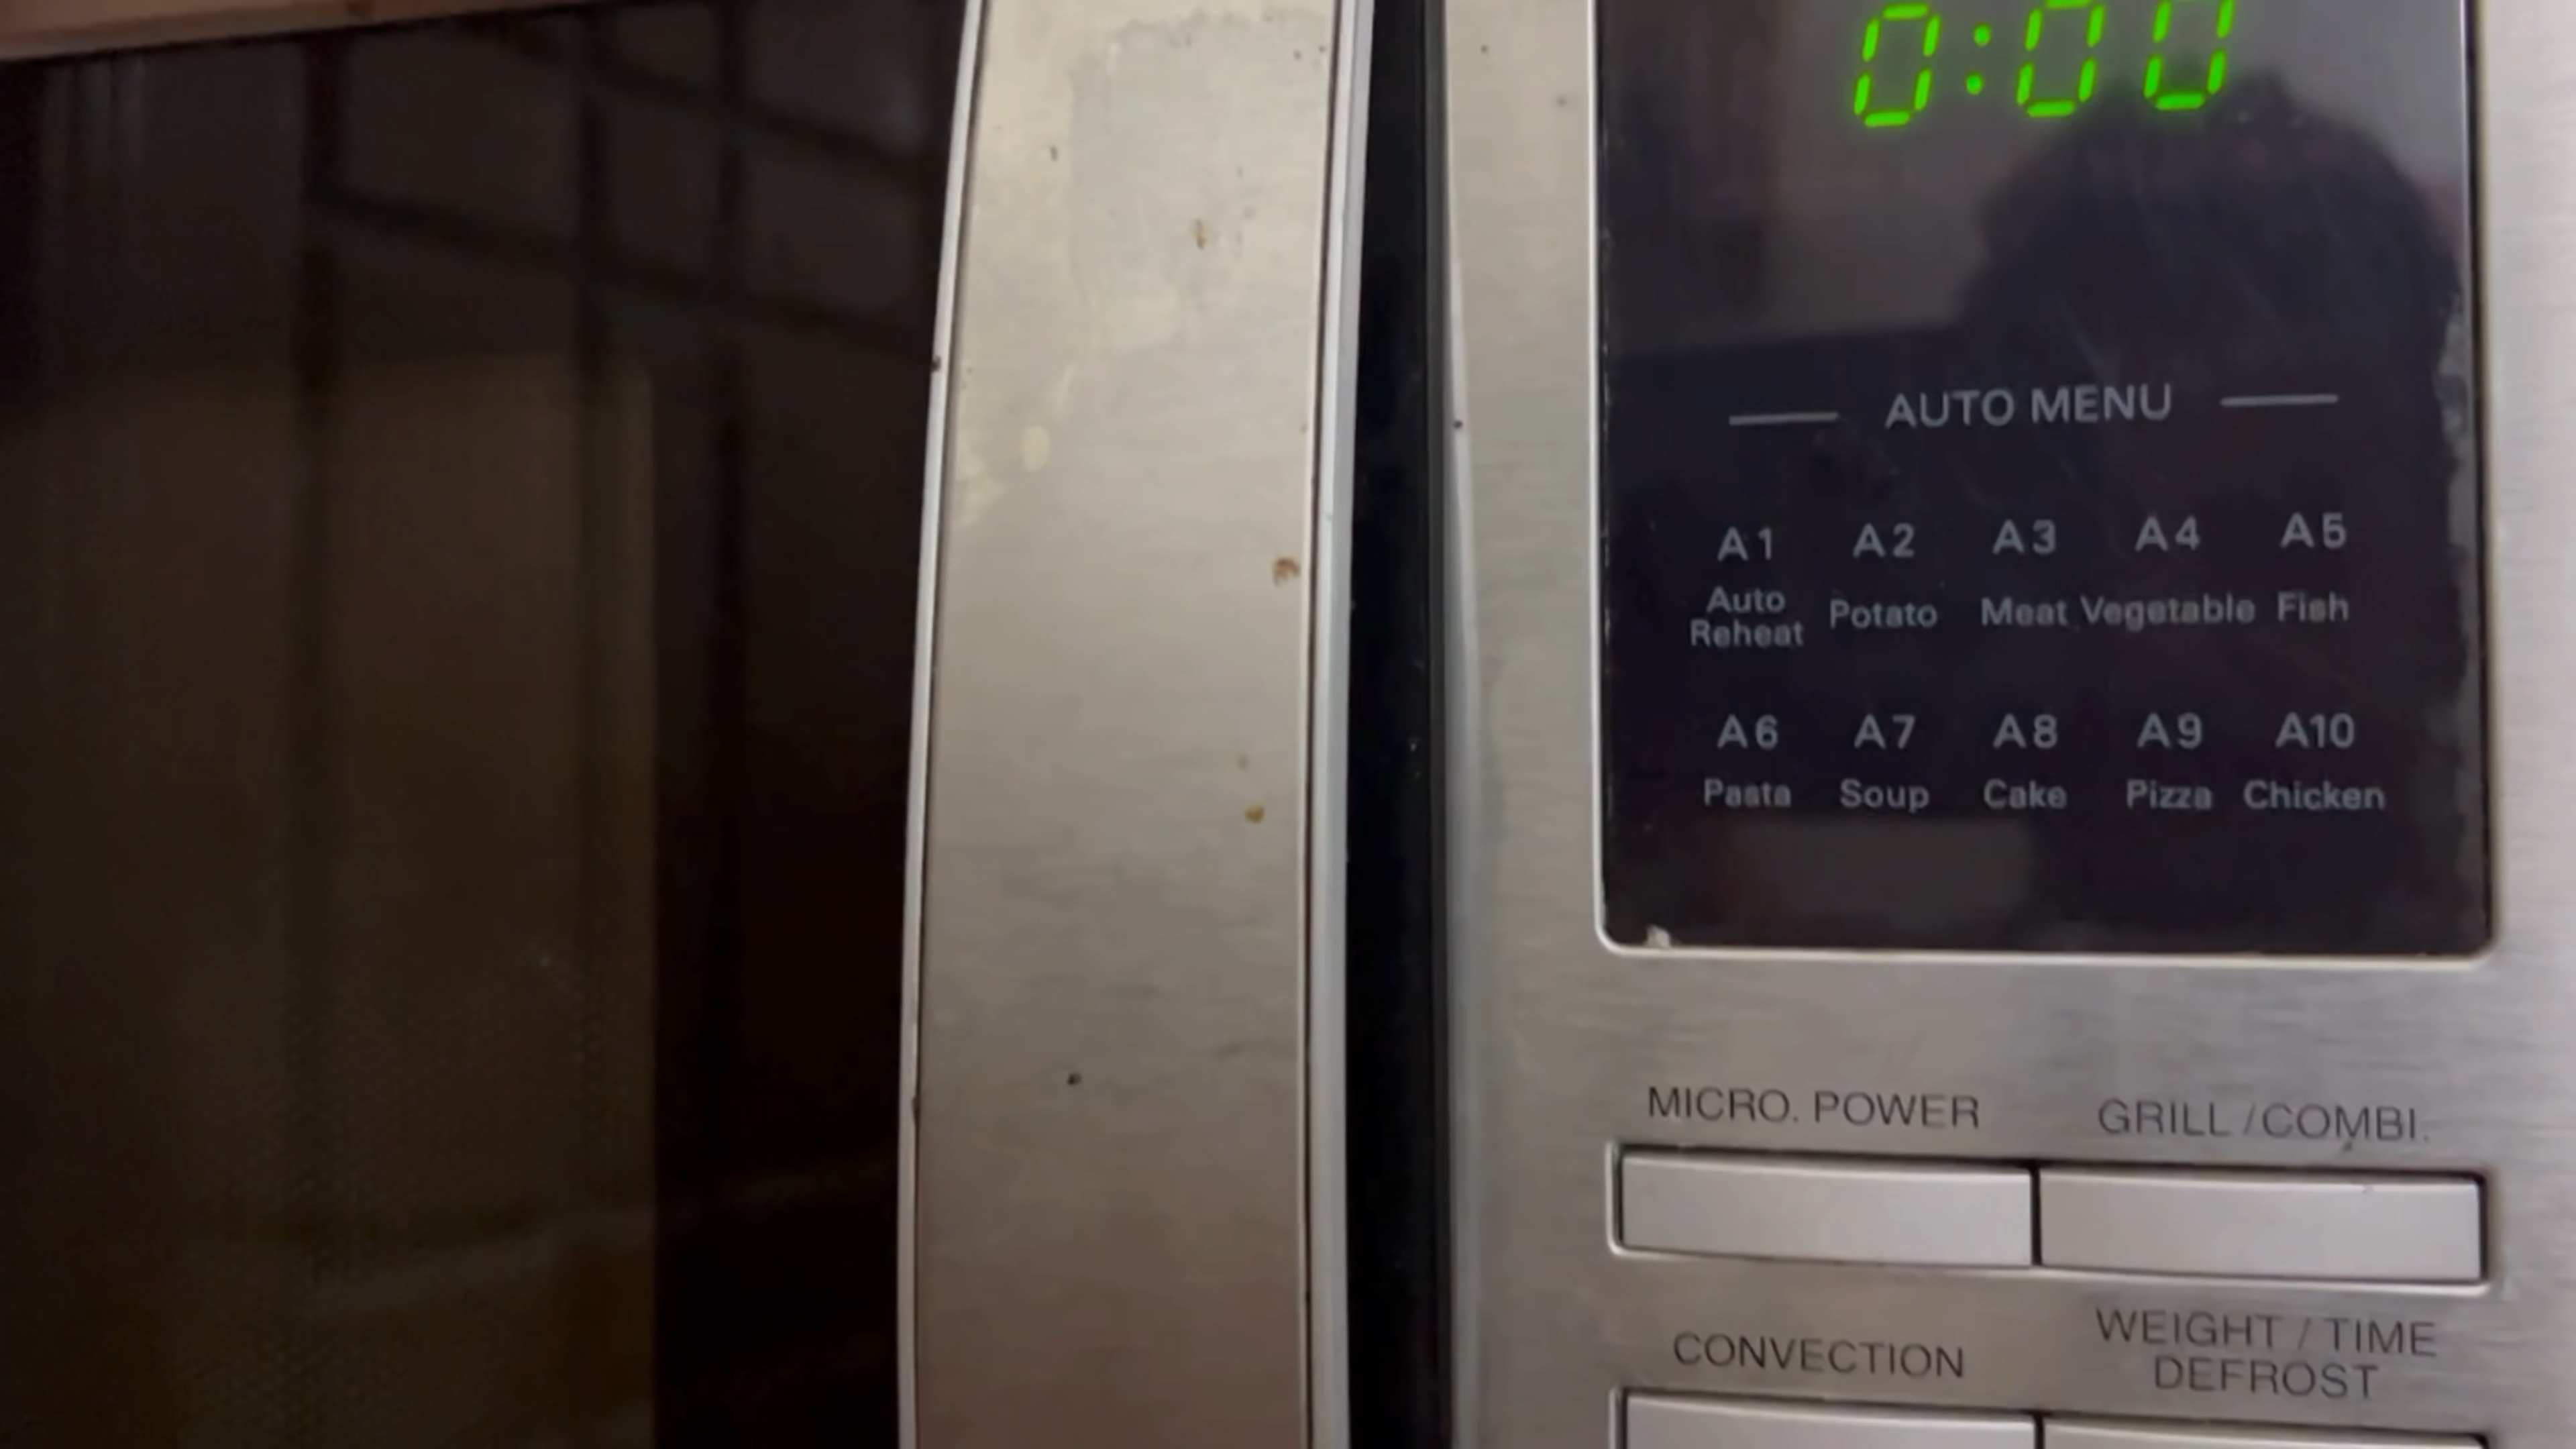 0:00
AUTO MENU
A1 A2 A3 A4 A5
Auto Reheat Potato Meat Vegetable Fish
A6 A7 A8 A9 A10
Pasta Soup Cake Pizza Chicken
MICRO. POWER GRILL / COMBI.
CONVECTION WEIGHT / TIME
DEFROST